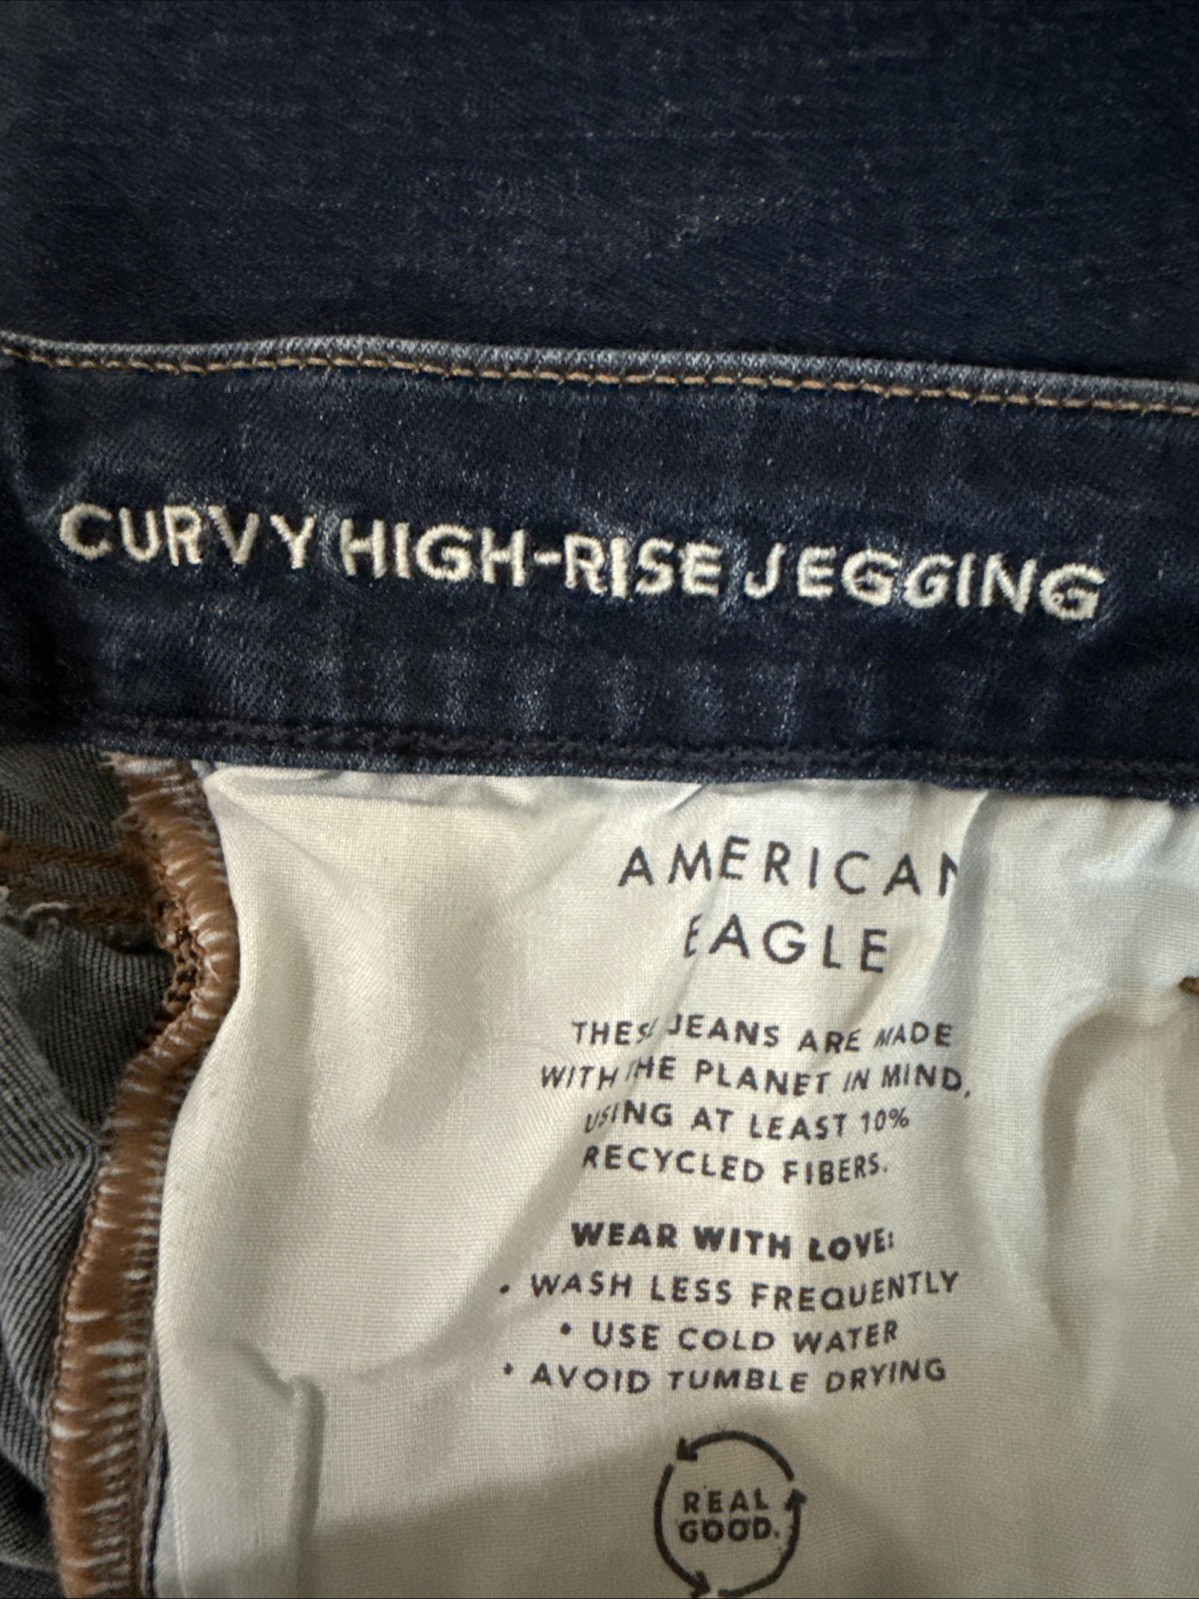 CURVY HIGH-RISE JEGGING
AMERICAN
EAGLE
THESE JEANS ARE MADE
WITH THE PLANET IN MIND,
USING AT LEAST 10%
RECYCLED FIBERS.
WEAR WITH LOVE:
• WASH LESS FREQUENTLY
• USE COLD WATER
• AVOID TUMBLE DRYING
REAL
GOOD.